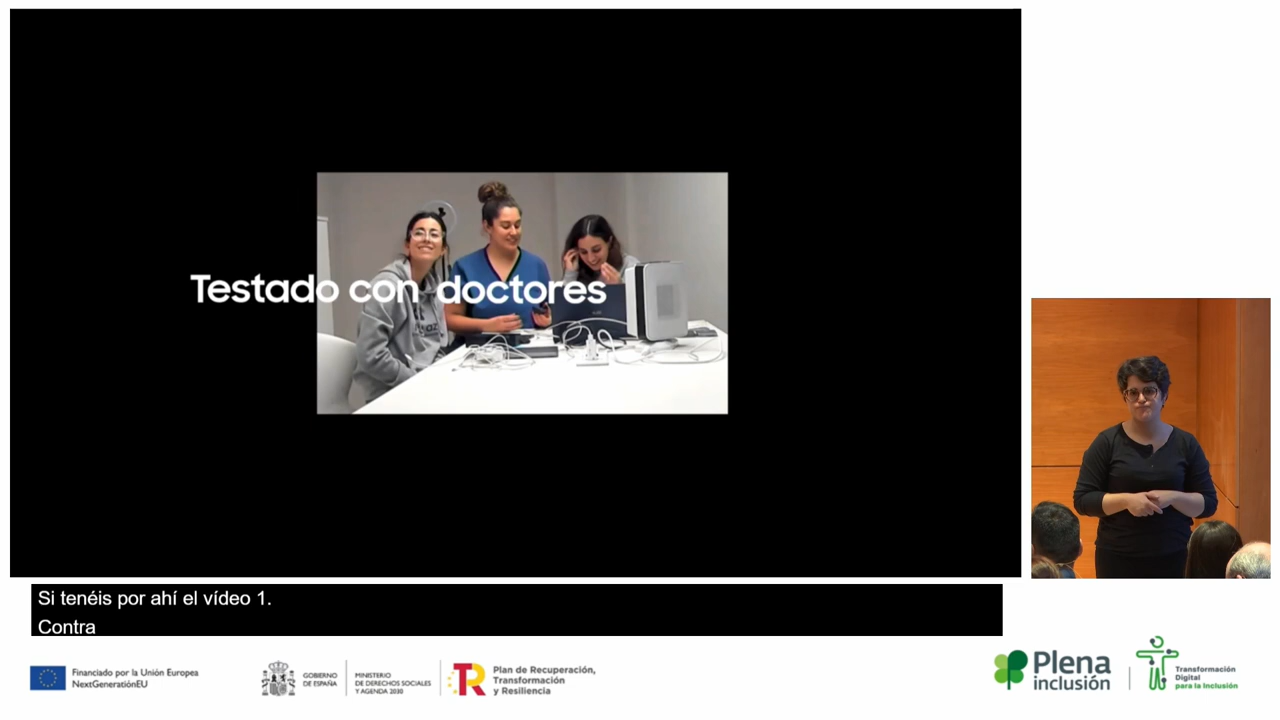 Testado con doctores
Si tenéis por ahí el vídeo 1.
Contra
Financiado por la Unión Europea
NextGenerationEU
GOBIERNO
DE ESPAÑA
MINISTERIO
DE DERECHOS SOCIALES
Y AGENDA 2030
TR
Plan de Recuperación,
Transformación
y Resiliencia
Plena
inclusión
Transformación
Digital
para la Inclusión